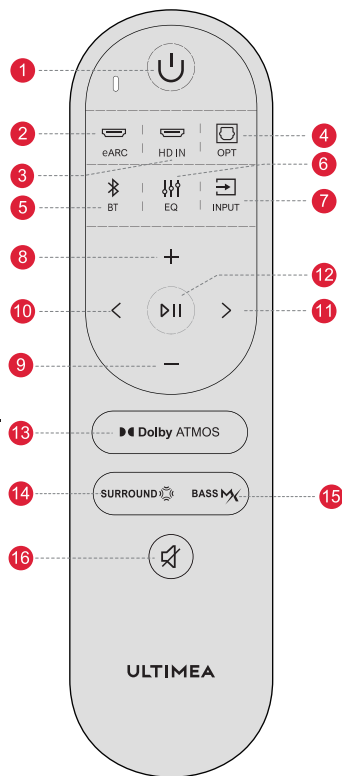 1
2
eARC
HD IN
OPT
4
3
6
5
BT
EQ
INPUT
7
8
+
12
10
11
9
13
Dolby ATMOS
14
SURROUND
BASS MX
15
16
ULTIMEA